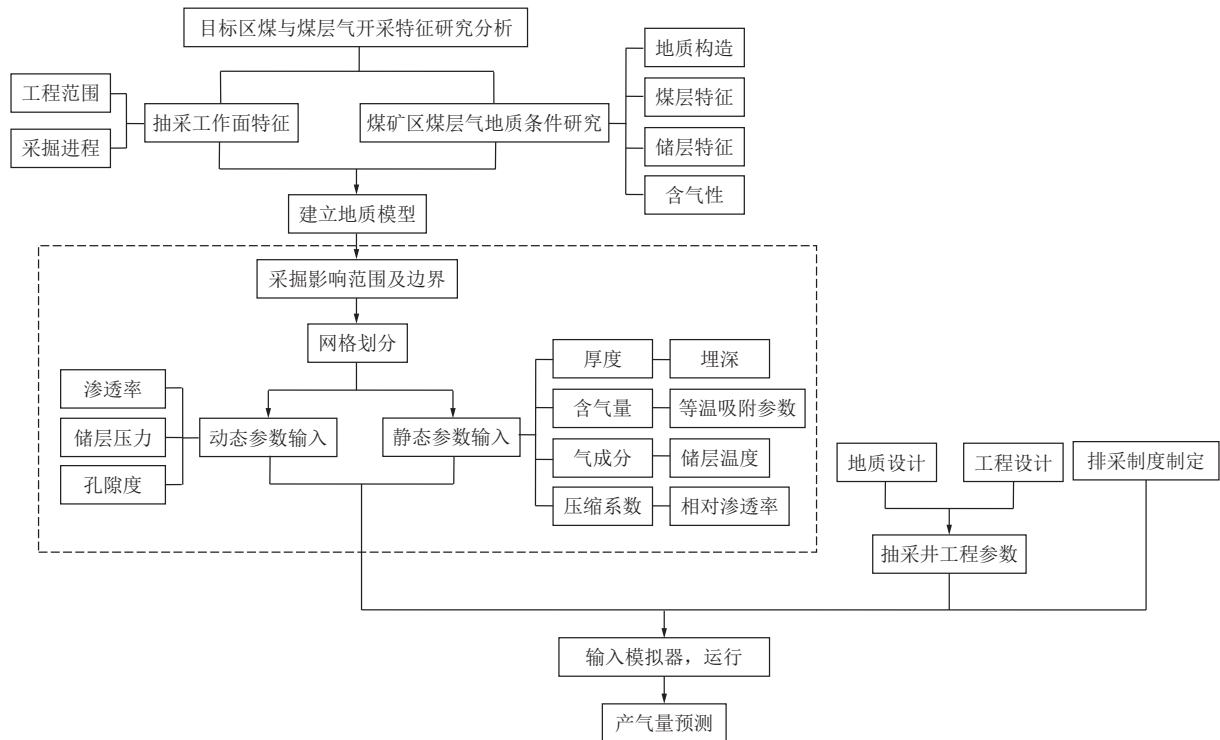 目标区煤与煤层气开采特征研究分析
工程范围
采掘进程
抽采工作面特征
煤矿区煤层气地质条件研究
地质构造
煤层特征
储层特征
含气性
建立地质模型
采掘影响范围及边界
网格划分
渗透率
储层压力
孔隙度
动态参数输入
静态参数输入
厚度
埋深
含气量
等温吸附参数
气成分
储层温度
压缩系数
相对渗透率
地质设计
工程设计
排采制度制定
抽采井工程参数
输入模拟器，运行
产气量预测